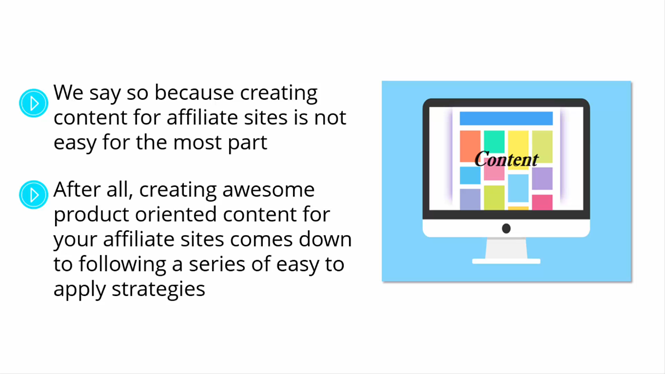 We say so because creating
content for affiliate sites is not
easy for the most part
After all, creating awesome
product oriented content for
your affiliate sites comes down
to following a series of easy to
apply strategies
Content